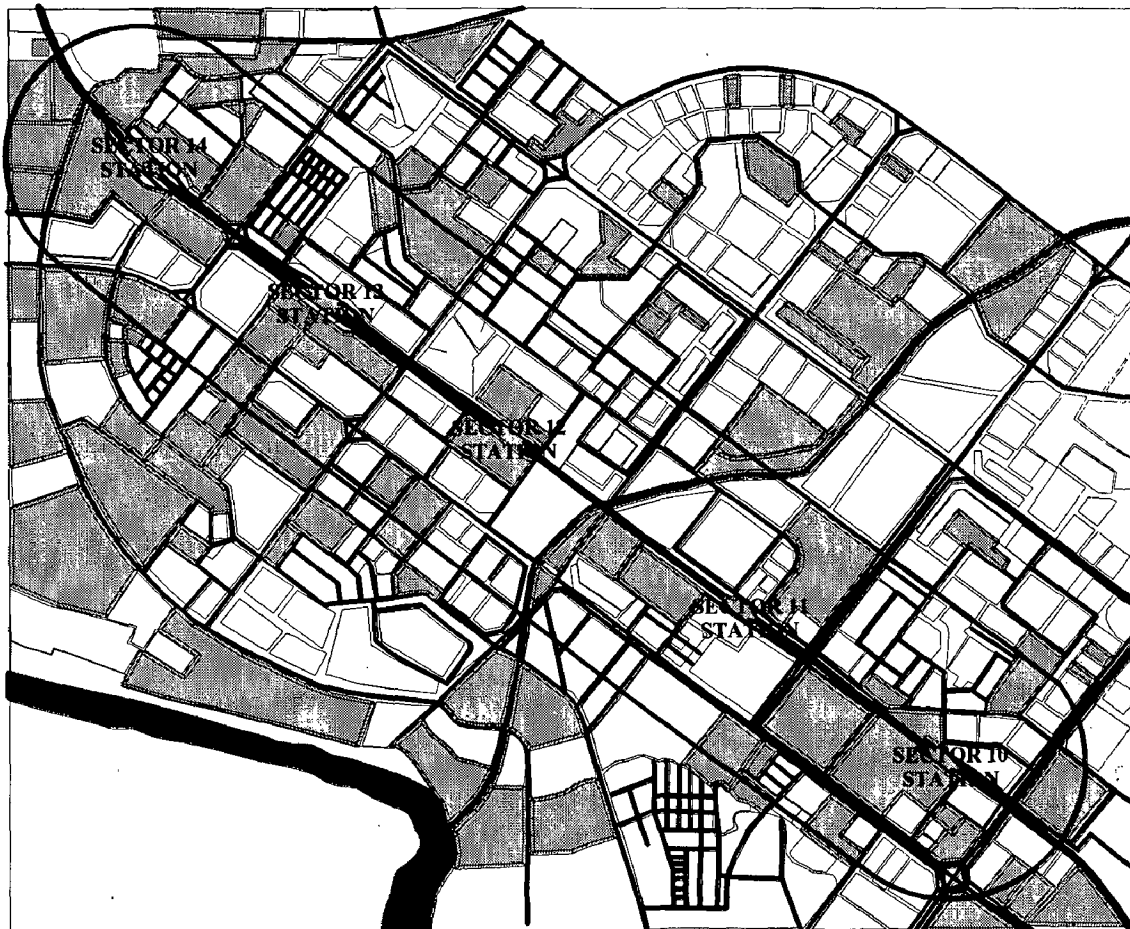 SECTOR 14
STATION
SECTOR 13
STATION
SECTOR 12
STATION
SECTOR 11
STATION
SECTOR 10
STATION